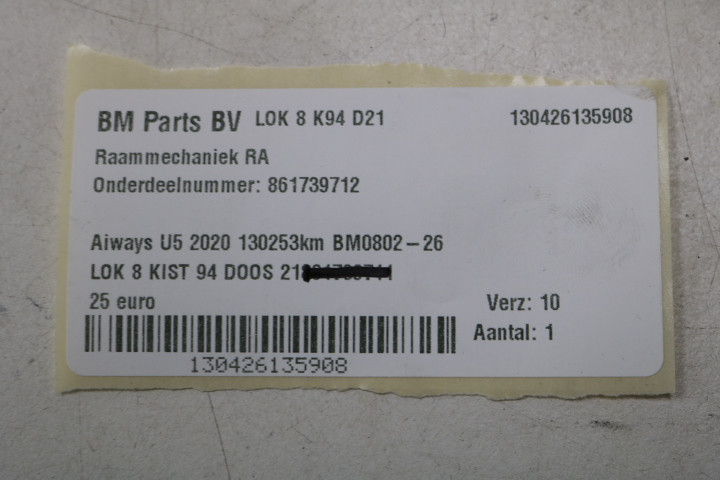 BM Parts BV LOK 8 K94 D21 130426135908
Raammechaniek RA
Onderdeelnummer: 861739712
Aiways U5 2020 130253km BM0802-26
LOK 8 KIST 94 DOOS 21
25 euro Verz: 10
Aantal: 1
130426135908